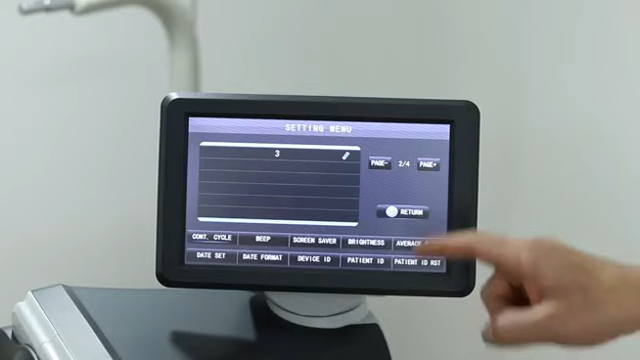 SETTING MENU
3
PAGE- 2/4 PAGE+
RETURN
CONT. CYCLE BEEP SCREEN SAVER BRIGHTNESS AVERAGE
DATE SET DATE FORMAT DEVICE ID PATIENT ID PATIENT ID RST